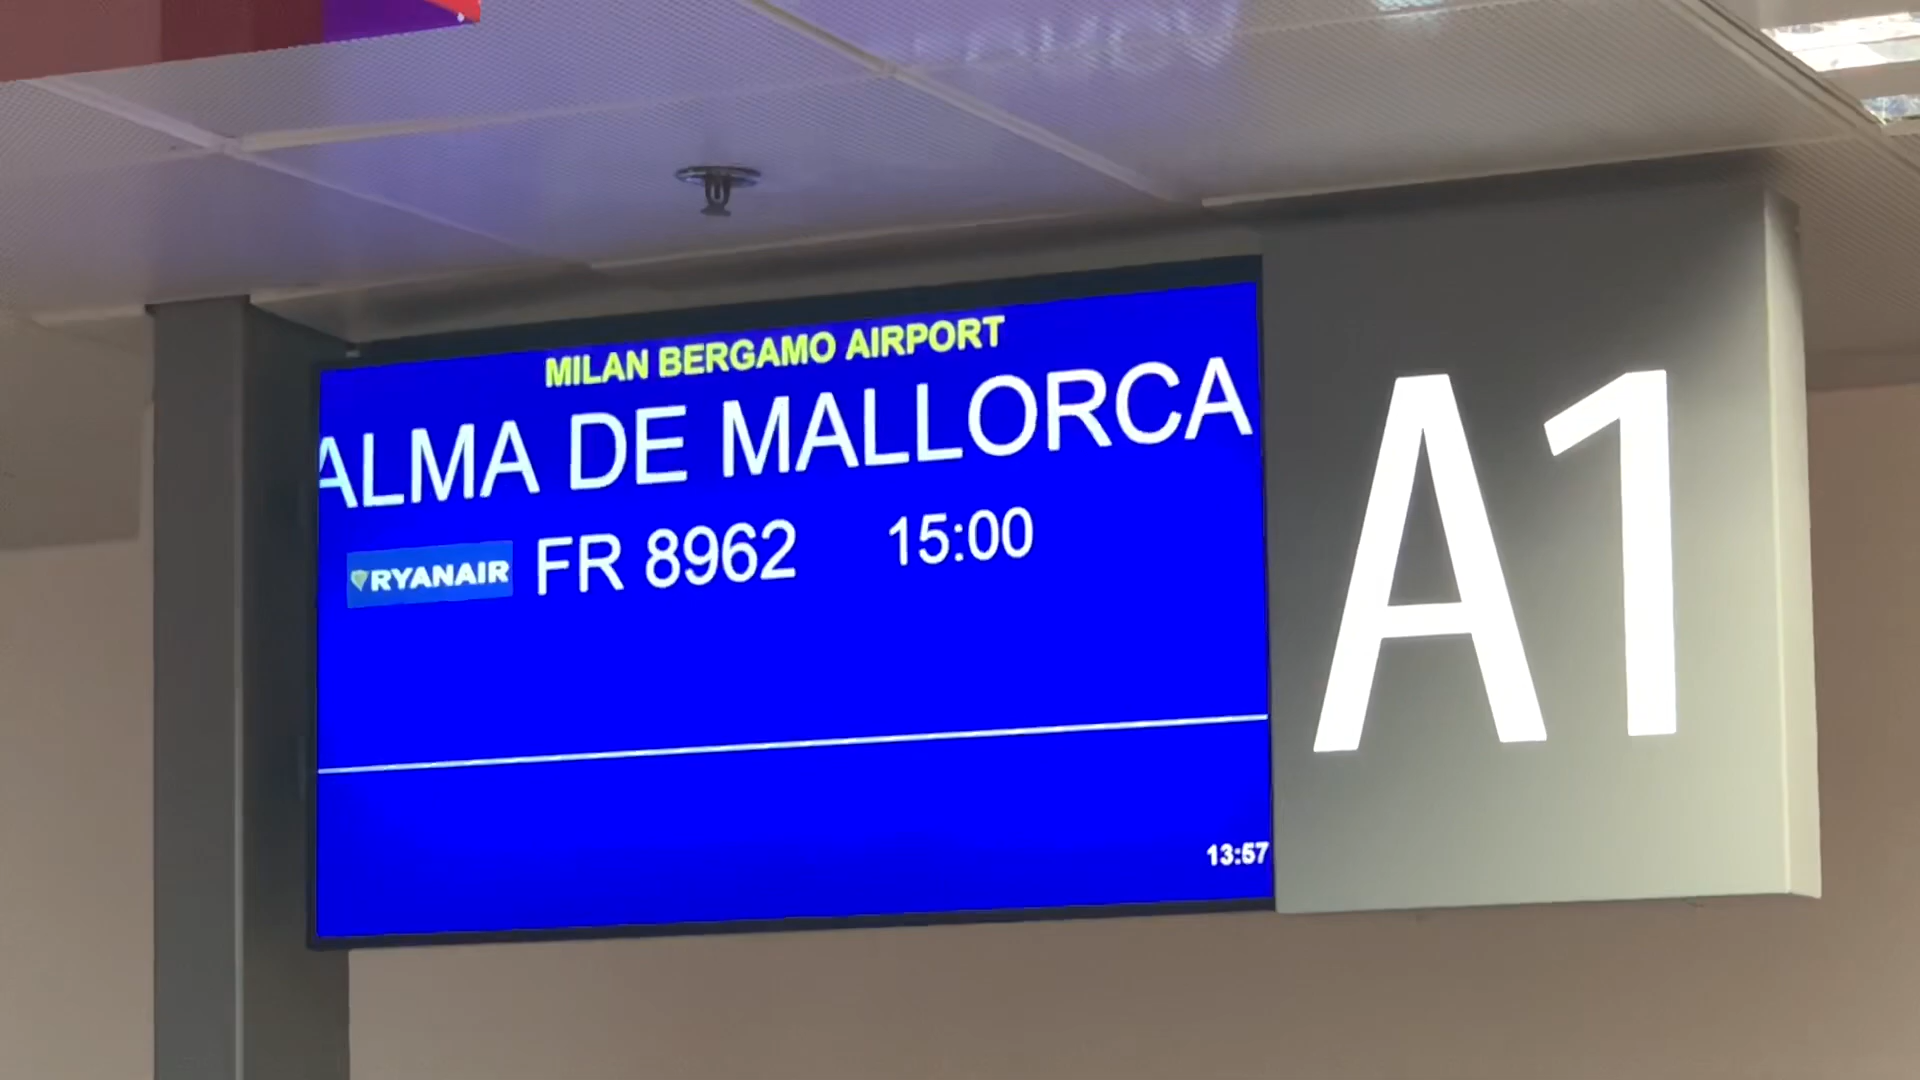 MILAN BERGAMO AIRPORT
ALMA DE MALLORCA
RYANAIR FR 8962 15:00
13:57
A1